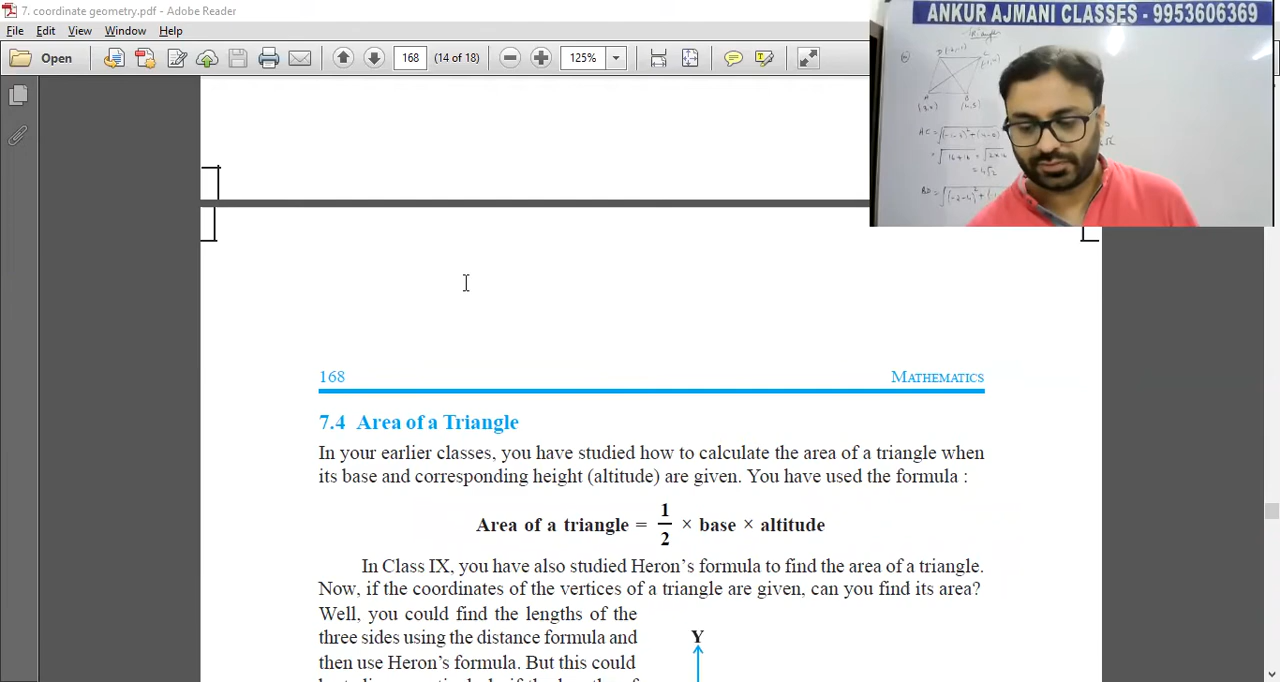 7. coordinate geometry.pdf - Adobe Reader
File Edit View Window Help
Open 168 (14 of 18) 125%
ANKUR AJMANI CLASSES - 9953606369
168 MATHEMATICS
7.4 Area of a Triangle
In your earlier classes, you have studied how to calculate the area of a triangle when
its base and corresponding height (altitude) are given. You have used the formula :
Area of a triangle = 1/2 × base × altitude
In Class IX, you have also studied Heron's formula to find the area of a triangle.
Now, if the coordinates of the vertices of a triangle are given, can you find its area?
Well, you could find the lengths of the
three sides using the distance formula and
then use Heron's formula. But this could
Y